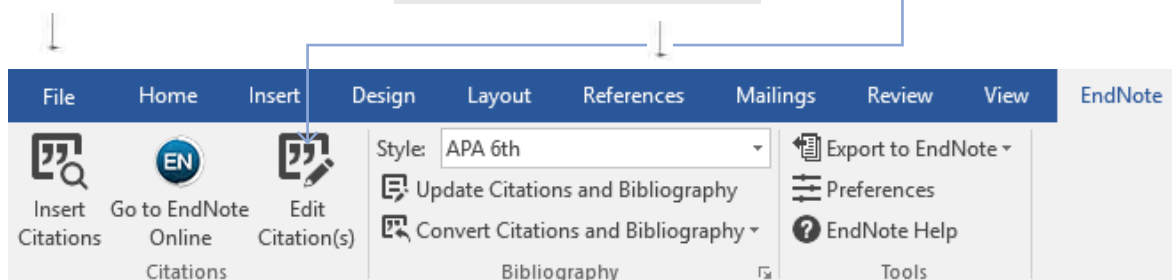 File Home Insert Design Layout References Mailings Review View EndNote
Style: APA 6th
Export to EndNote
EN
Update Citations and Bibliography
Preferences
Insert Citations
Go to EndNote Online
Edit Citation(s)
Convert Citations and Bibliography
EndNote Help
Citations Bibliography Tools